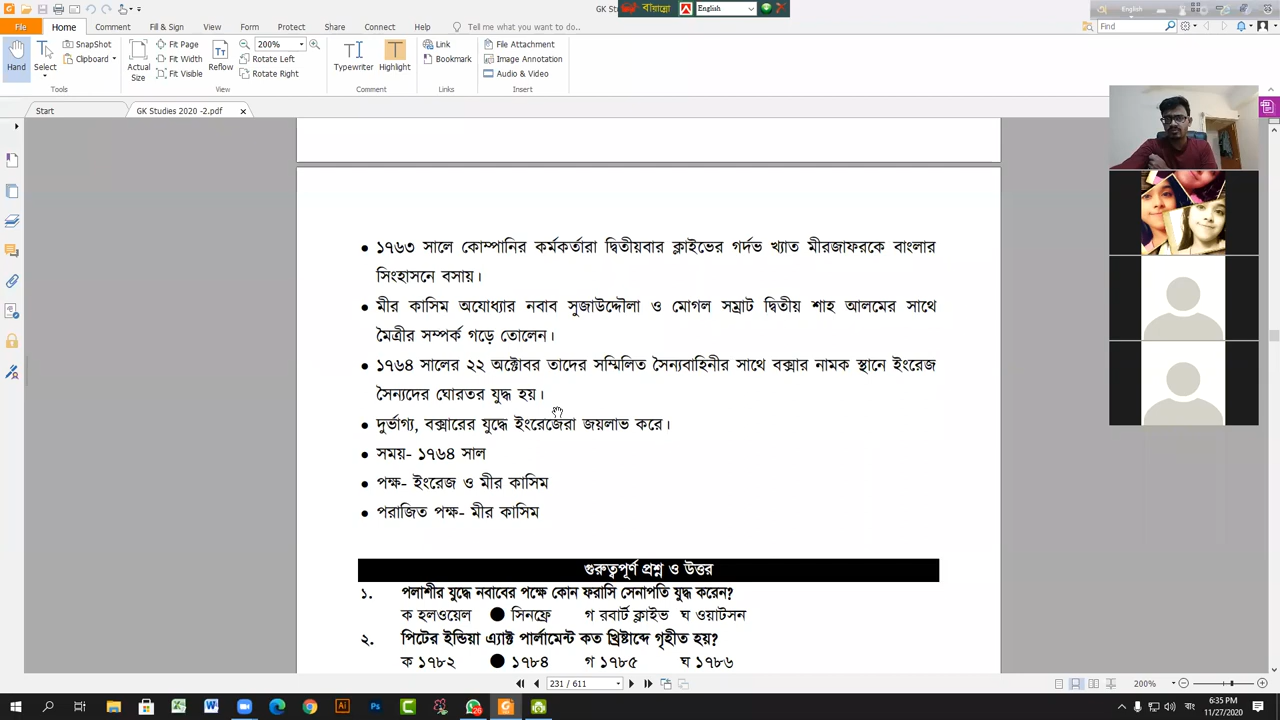 GK St
বায়ান্নো
English
File Home Comment Fill & Sign View Form Protect Share Connect Help Tell me what you want to do..
Find
SnapShot
Clipboard
Hand
Select
Tools
Actual Size
Fit Page
Fit Width
Fit Visible
Reflow
200%
Rotate Left
Rotate Right
View
Typewriter
Highlight
Comment
Link
Bookmark
Links
File Attachment
Image Annotation
Audio & Video
Insert
Start
GK Studies 2020 -2.pdf
• ১৭৬৩ সালে কোম্পানির কর্মকর্তারা দ্বিতীয়বার ক্লাইভের গর্দভ খ্যাত মীরজাফরকে বাংলার
সিংহাসনে বসায়।
• মীর কাসিম অযোধ্যার নবাব সুজাউদ্দৌলা ও মোগল সম্রাট দ্বিতীয় শাহ আলমের সাথে
মৈত্রীর সম্পর্ক গড়ে তোলেন।
• ১৭৬৪ সালের ২২ অক্টোবর তাদের সম্মিলিত সৈন্যবাহিনীর সাথে বক্সার নামক স্থানে ইংরেজ
সৈন্যদের ঘোরতর যুদ্ধ হয়।
• দুর্ভাগ্য, বক্সারের যুদ্ধে ইংরেজেরা জয়লাভ করে।
• সময়- ১৭৬৪ সাল
• পক্ষ- ইংরেজ ও মীর কাসিম
• পরাজিত পক্ষ- মীর কাসিম
গুরুত্বপূর্ণ প্রশ্ন ও উত্তর
১. পলাশীর যুদ্ধে নবাবের পক্ষে কোন ফরাসি সেনাপতি যুদ্ধ করেন?
ক হলওয়েল ● সিনফ্রে গ রবার্ট ক্লাইভ ঘ ওয়াটসন
২. পিটের ইন্ডিয়া এ্যাক্ট পার্লামেন্ট কত খ্রিষ্টাব্দে গৃহীত হয়?
ক ১৭৮২ ● ১৭৮৪ গ ১৭৮৫ ঘ ১৭৮৬
231 / 611
200%
6:35 PM
11/27/2020